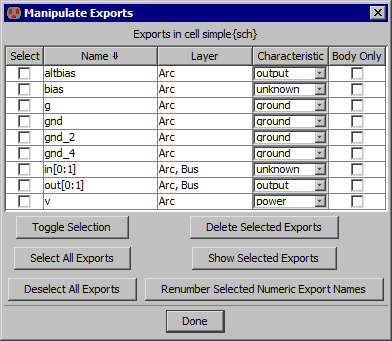 Manipulate Exports
Exports in cell simple{sch}
Select Name ⇓ Layer Characteristic Body Only
altbias Arc output
bias Arc unknown
g Arc ground
gnd Arc ground
gnd_2 Arc ground
gnd_4 Arc ground
in[0:1] Arc, Bus unknown
out[0:1] Arc, Bus output
v Arc power
Toggle Selection Delete Selected Exports
Select All Exports Show Selected Exports
Deselect All Exports Renumber Selected Numeric Export Names
Done